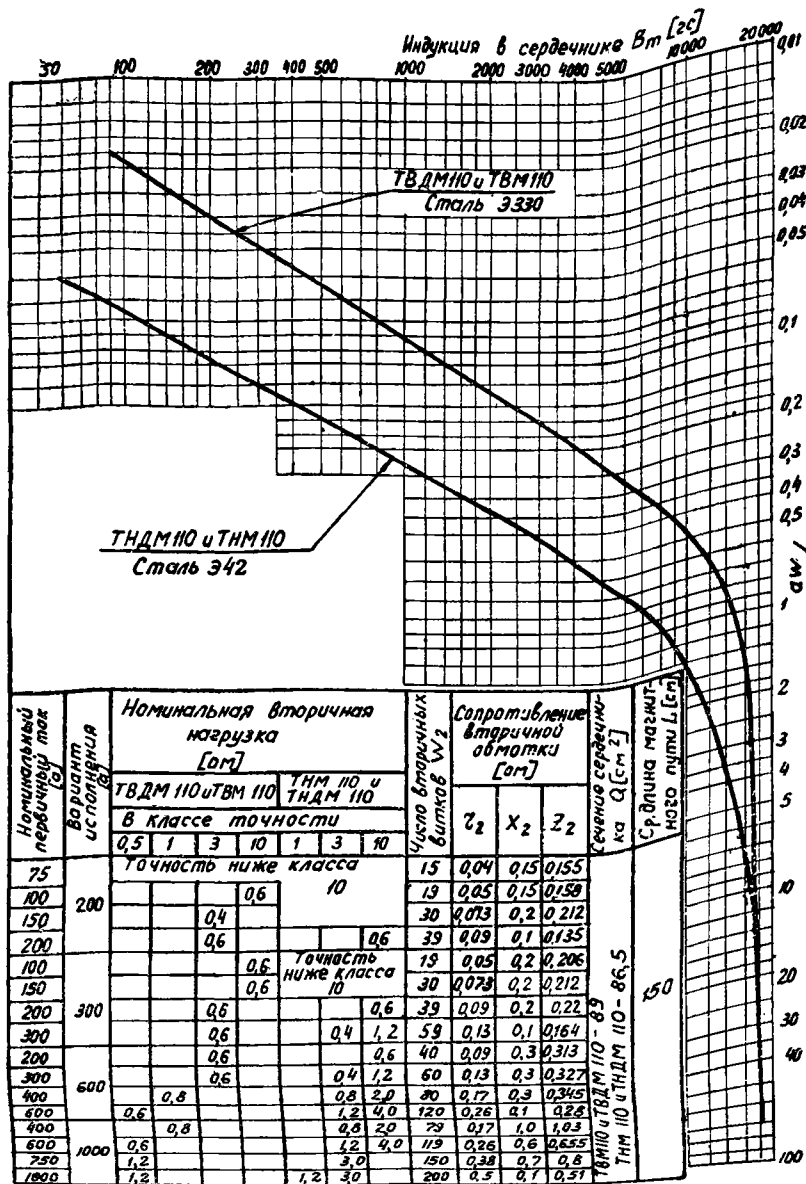 Индукция в сердечнике Bm [гс]
50 100 200 300 400 500 1000 2000 3000 4000 5000 10000 20000
0,01
0,02
0,03
0,04
0,05
0,1
0,2
0,3
0,4
0,5
1
2
3
4
5
10
20
30
40
100
aw /
ТВДМ110 и ТВМ110
Сталь Э330
ТНДМ110 и ТНМ110
Сталь Э42
Номинальный первичный ток [а]
Вариант исполнения [а]
Номинальная вторичная нагрузка [ом]
ТВДМ 110 и ТВМ 110
ТНМ 110 и ТНДМ 110
В классе точности
0,5 1 3 10 1 3 10
Число вторичных витков W2
Сопротивление вторичной обмотки [ом]
τ2 X2 Z2
Сечение сердечника Q [см2]
Ср. длина магнитного пути L [cm]
Точность ниже класса 10
Точность ниже класса 10
200
75 15 0,04 0,15 0,155
100 0,6 19 0,05 0,15 0,158
150 0,4 30 0,073 0,2 0,212
200 0,6 0,6 39 0,09 0,1 0,135
300
100 0,6 19 0,05 0,2 0,206
150 0,6 30 0,073 0,2 0,212
200 0,6 0,6 39 0,09 0,2 0,22
300 0,6 0,4 1,2 59 0,13 0,1 0,164
600
200 0,6 0,6 40 0,09 0,3 0,313
300 0,6 0,4 1,2 60 0,13 0,3 0,327
400 0,8 0,8 2,0 80 0,17 0,3 0,345
600 0,6 1,2 4,0 120 0,26 0,1 0,28
1000
400 0,8 0,8 2,0 79 0,17 1,0 1,03
600 0,6 1,2 4,0 119 0,26 0,6 0,655
750 1,2 3,0 150 0,38 0,7 0,8
1000 1,2 1,2 3,0 200 0,5 0,1 0,51
ТВМ110 и ТВДМ 110 - 89
ТНМ 110 и ТНДМ 110 - 86,5
150